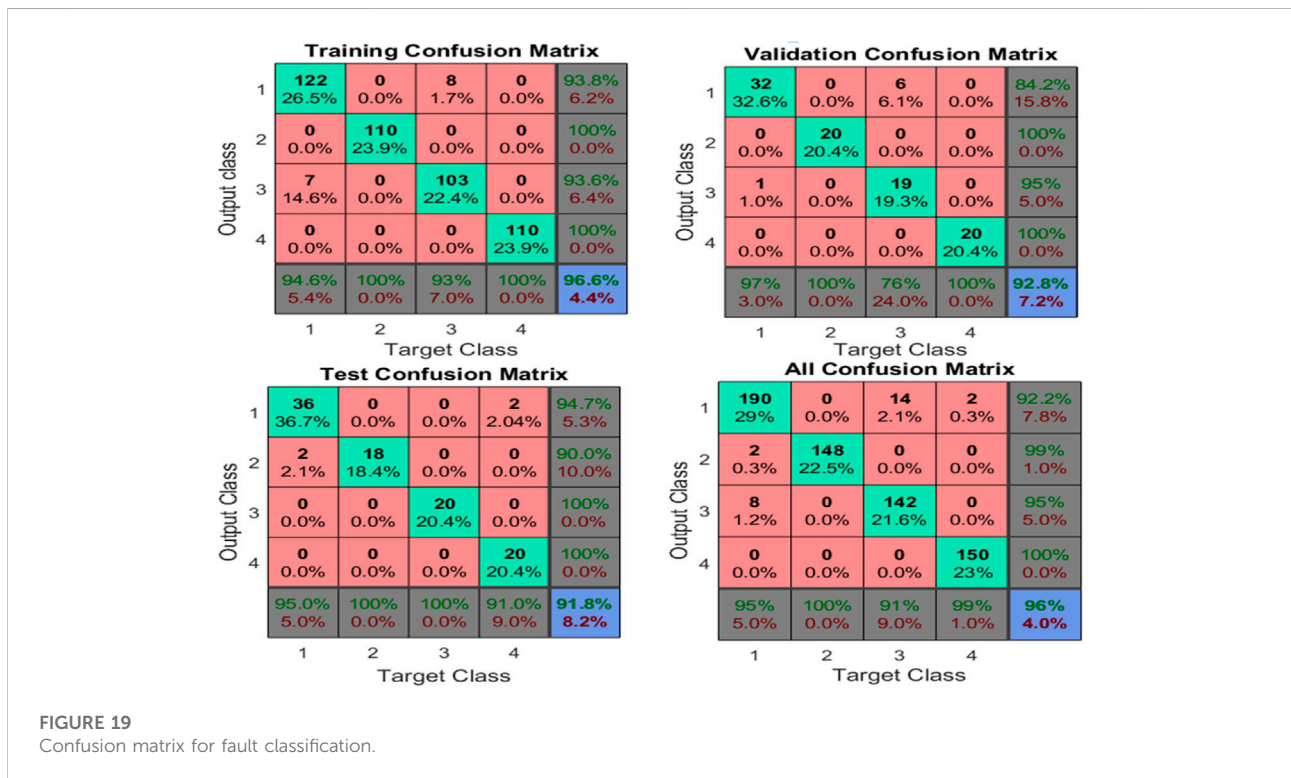 Training Confusion Matrix
Output class
1
122 0 8 0 93.8%
26.5% 0.0% 1.7% 0.0% 6.2%
2
0 110 0 0 100%
0.0% 23.9% 0.0% 0.0% 0.0%
3
7 0 103 0 93.6%
14.6% 0.0% 22.4% 0.0% 6.4%
4
0 0 0 110 100%
0.0% 0.0% 0.0% 23.9% 0.0%
94.6% 100% 93% 100% 96.6%
5.4% 0.0% 7.0% 0.0% 4.4%
1 2 3 4
Target Class
Validation Confusion Matrix
Output Class
1
32 0 6 0 84.2%
32.6% 0.0% 6.1% 0.0% 15.8%
2
0 20 0 0 100%
0.0% 20.4% 0.0% 0.0% 0.0%
3
1 0 19 0 95%
1.0% 0.0% 19.3% 0.0% 5.0%
4
0 0 0 20 100%
0.0% 0.0% 0.0% 20.4% 0.0%
97% 100% 76% 100% 92.8%
3.0% 0.0% 24.0% 0.0% 7.2%
1 2 3 4
Target Class
Test Confusion Matrix
Output Class
1
36 0 0 2 94.7%
36.7% 0.0% 0.0% 2.04% 5.3%
2
2 18 0 0 90.0%
2.1% 18.4% 0.0% 0.0% 10.0%
3
0 0 20 0 100%
0.0% 0.0% 20.4% 0.0% 0.0%
4
0 0 0 20 100%
0.0% 0.0% 0.0% 20.4% 0.0%
95.0% 100% 100% 91.0% 91.8%
5.0% 0.0% 0.0% 9.0% 8.2%
1 2 3 4
Target Class
All Confusion Matrix
Output Class
1
190 0 14 2 92.2%
29% 0.0% 2.1% 0.3% 7.8%
2
2 148 0 0 99%
0.3% 22.5% 0.0% 0.0% 1.0%
3
8 0 142 0 95%
1.2% 0.0% 21.6% 0.0% 5.0%
4
0 0 0 150 100%
0.0% 0.0% 0.0% 23% 0.0%
95% 100% 91% 99% 96%
5.0% 0.0% 9.0% 1.0% 4.0%
1 2 3 4
Target Class
FIGURE 19
Confusion matrix for fault classification.